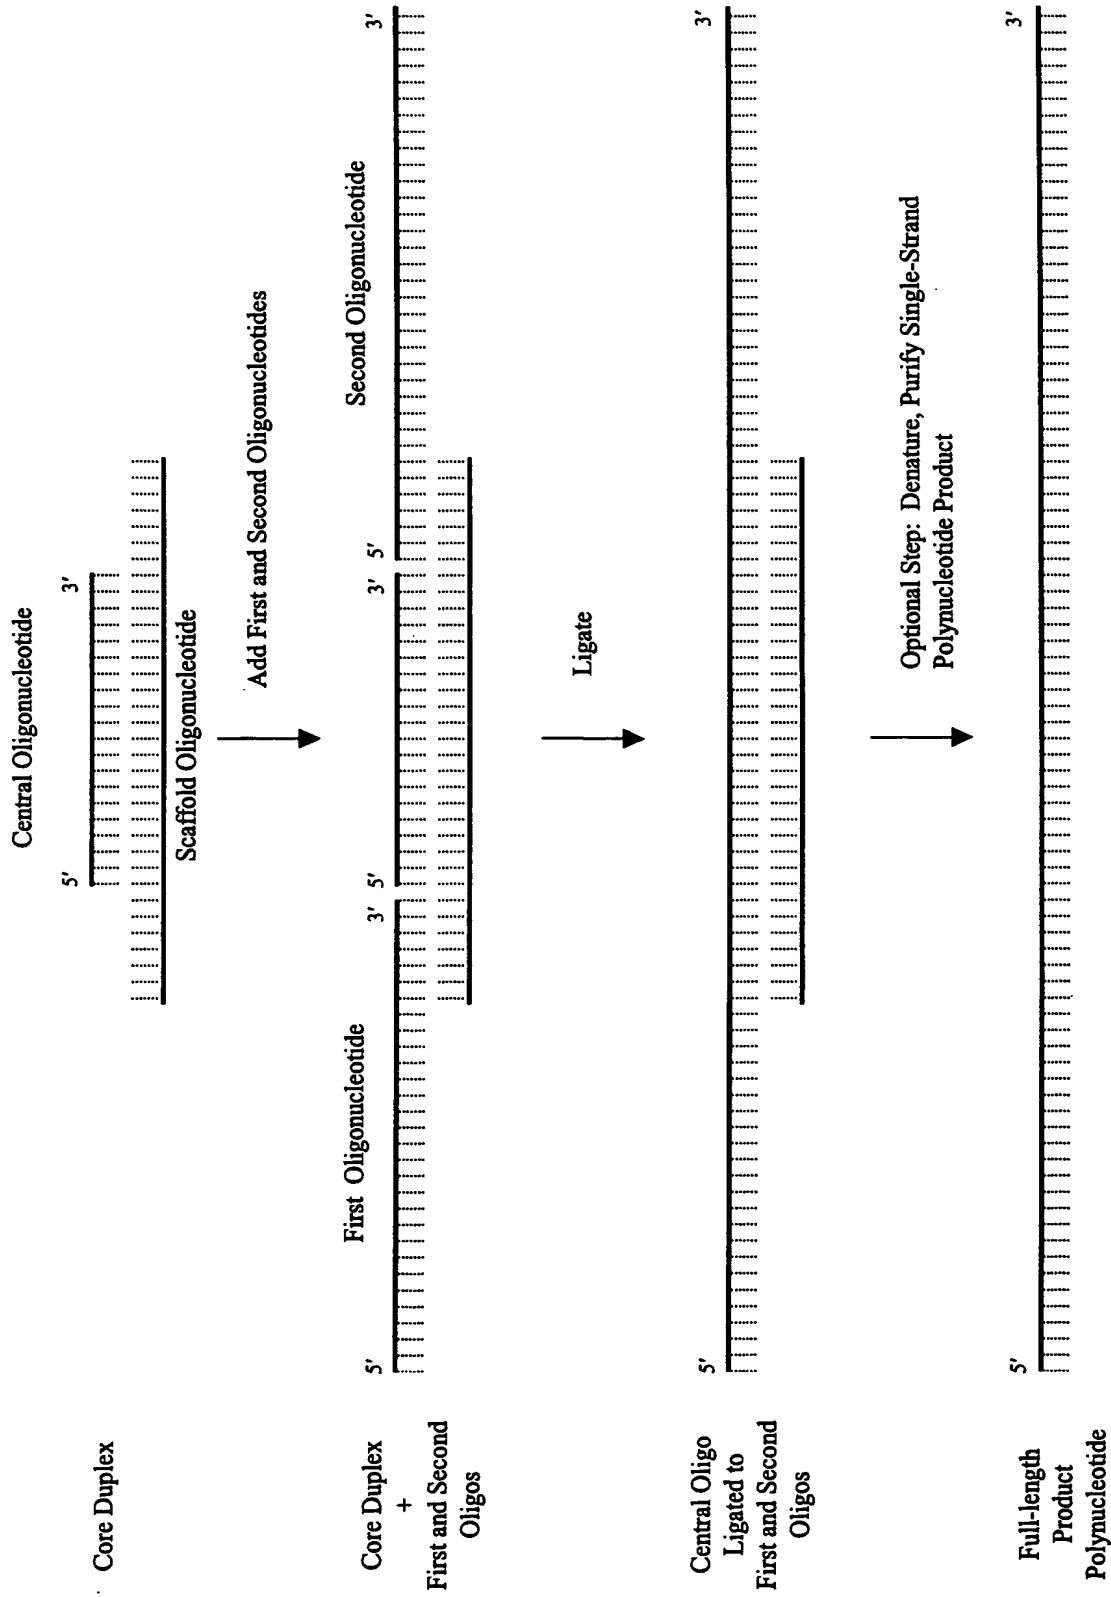 Core Duplex
Central Oligonucleotide
5'
3'
Scaffold Oligonucleotide
Add First and Second Oligonucleotides
Core Duplex
+
First and Second
Oligos
First Oligonucleotide
Second Oligonucleotide
5'
3'
5'
3'
5'
3'
Ligate
Central Oligo
Ligated to
First and Second
Oligos
5'
3'
Optional Step: Denature, Purify Single-Strand
Polynucleotide Product
Full-length
Product
Polynucleotide
5'
3'